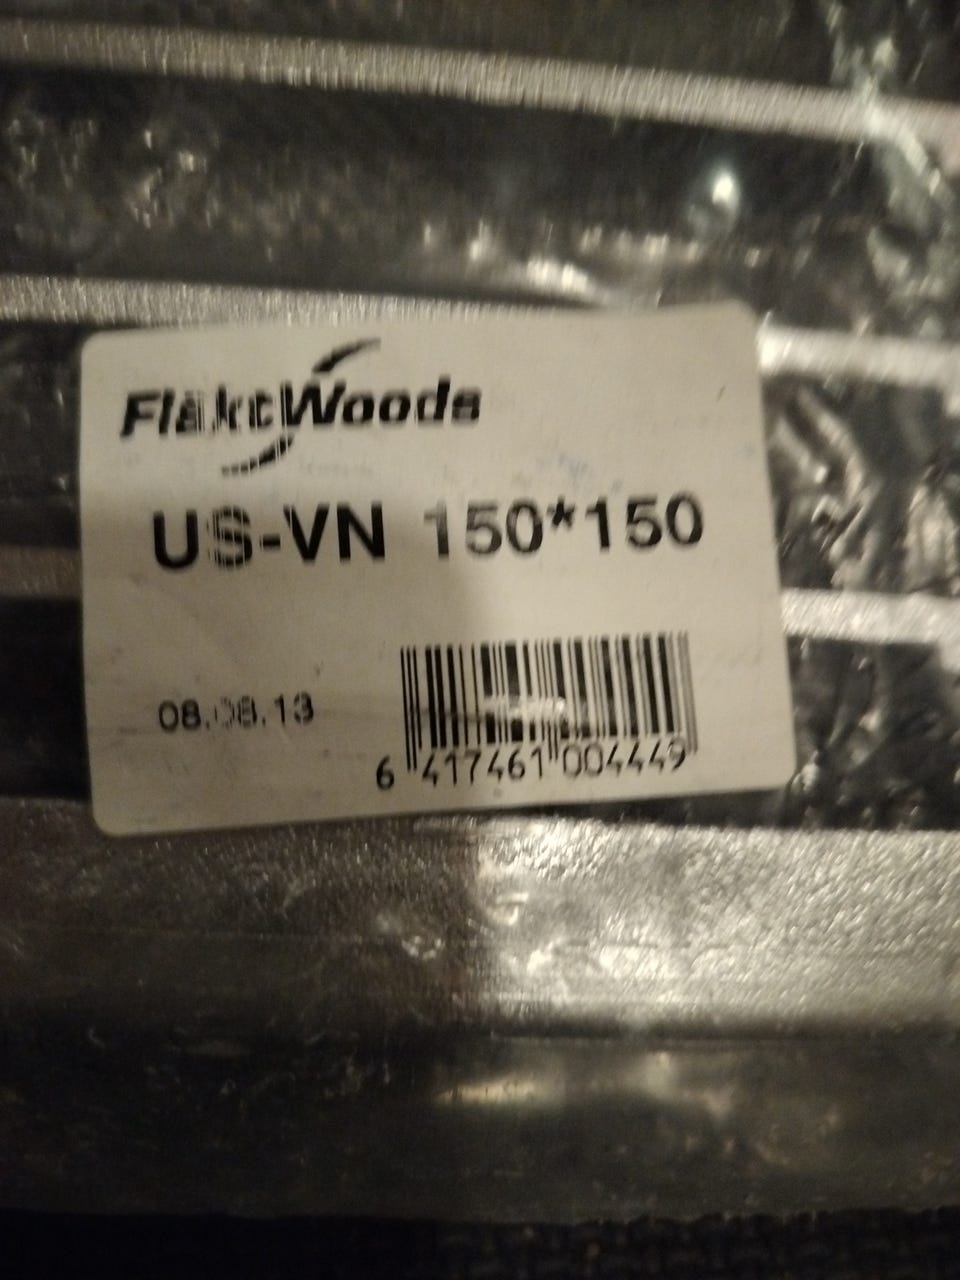 FläktWoods
US-VN 150*150
08.08.13
6 417461 004449